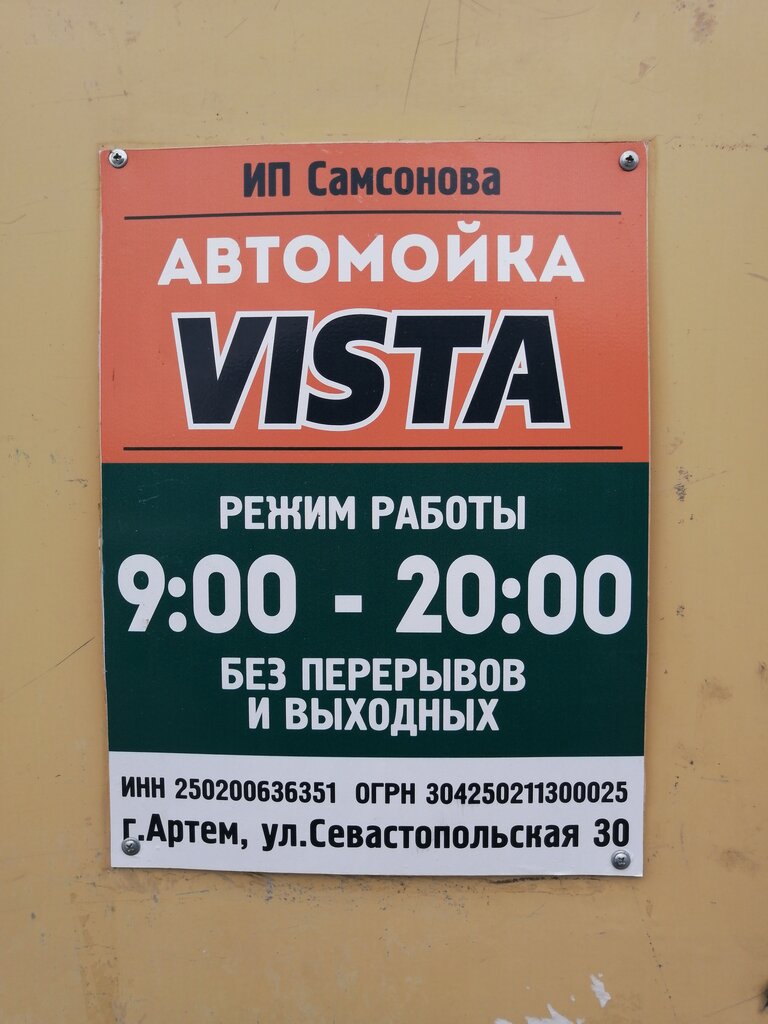 ИП Самсонова
АВТОМОЙКА
VISTA
РЕЖИМ РАБОТЫ
9:00 - 20:00
БЕЗ ПЕРЕРЫВОВ
И ВЫХОДНЫХ
ИНН 250200636351 ОГРН 304250211300025
г.Артем, ул.Севастопольская 30